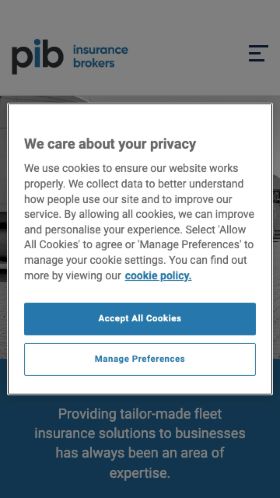 pib insurance
brokers
We care about your privacy
We use cookies to ensure our website works
properly. We collect data to better understand
how people use our site and to improve our
service. By allowing all cookies, we can improve
and personalise your experience. Select 'Allow
All Cookies' to agree or 'Manage Preferences' to
manage your cookie settings. You can find out
more by viewing our cookie policy.
Accept All Cookies
Manage Preferences
Providing tailor-made fleet
insurance solutions to businesses
has always been an area of
expertise.